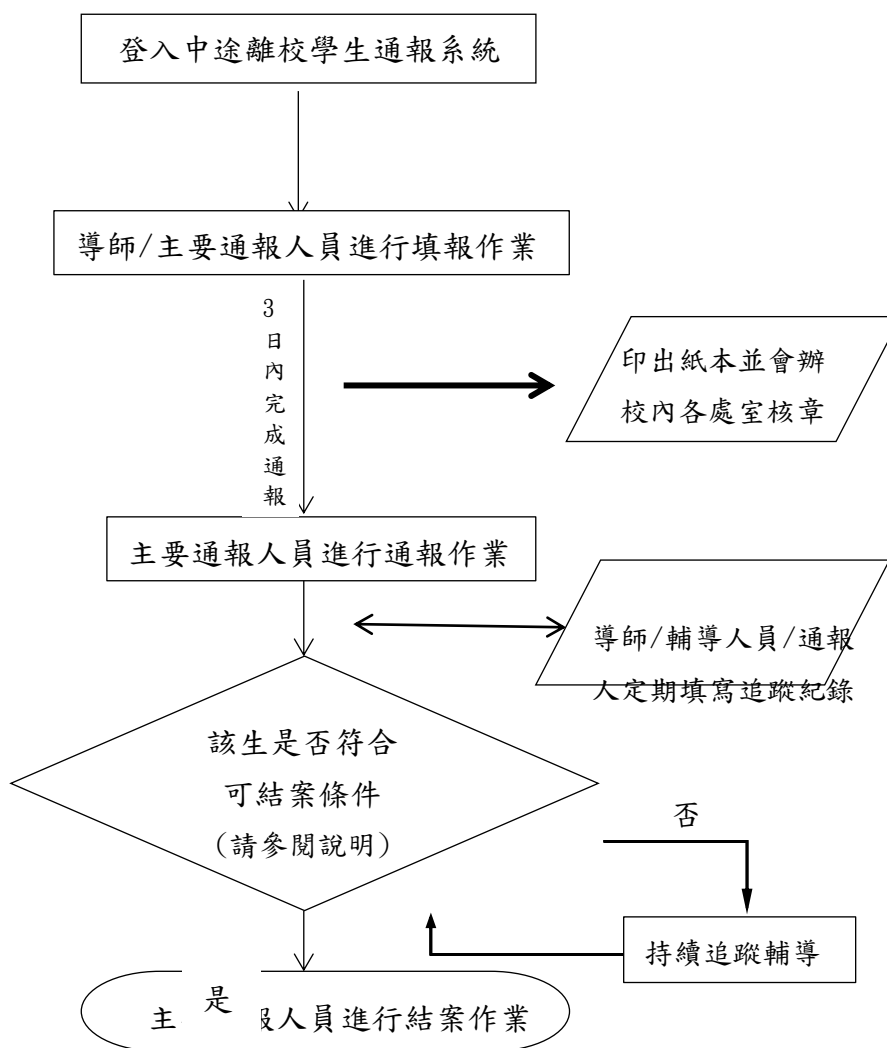 登入中途離校學生通報系統
導師/主要通報人員進行填報作業
3日內完成通報
印出紙本並會辦
校內各處室核章
主要通報人員進行通報作業
導師/輔導人員/通報
人定期填寫追蹤紀錄
該生是否符合
可結案條件
(請參閱說明)
否
持續追蹤輔導
是
主 報人員進行結案作業